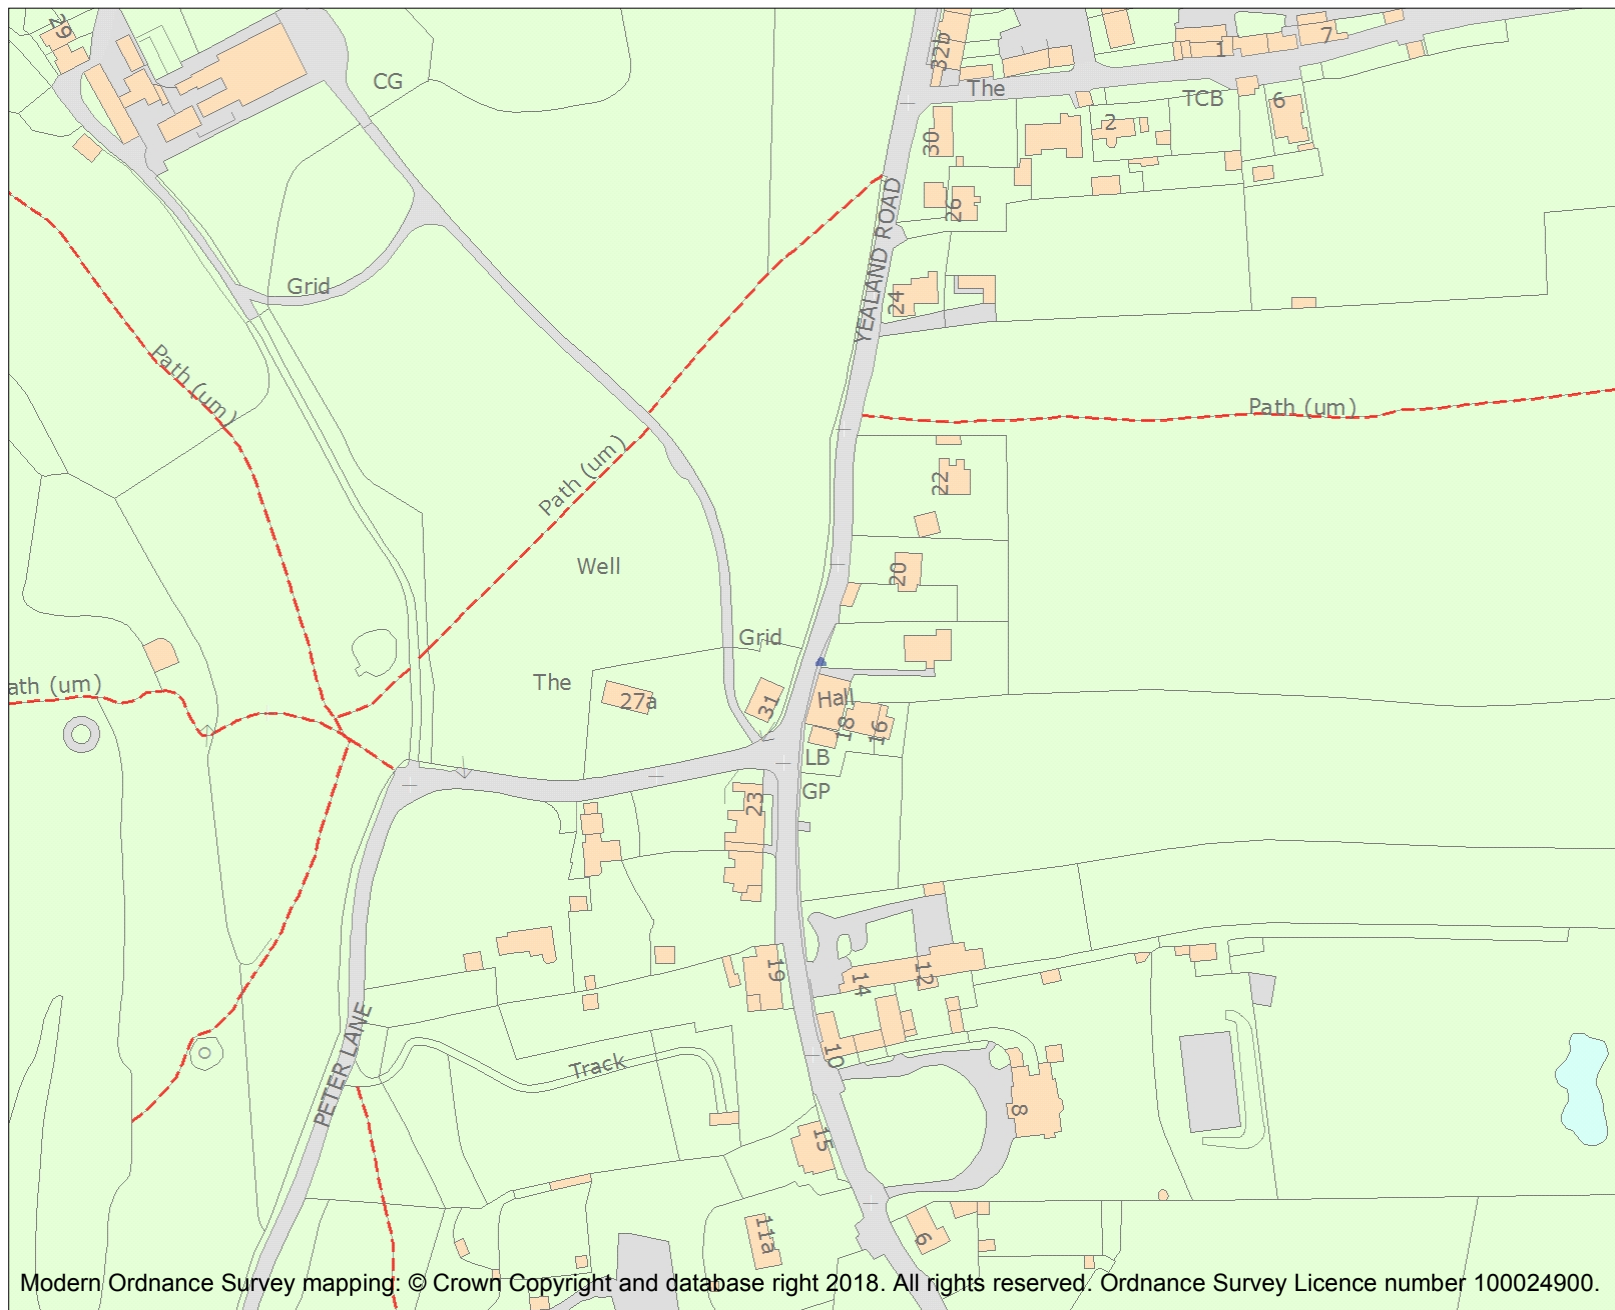 29
CG
32b
1
7
The
TCB
6
2
30
26
YEALAND ROAD
24
Grid
Path (um)
Path (um)
Path (um)
22
Well
20
Grid
The
ath (um)
27a
31
Hall
18
16
LB
GP
23
19
14
12
10
PETER LANE
Track
8
15
11a
6
Modern Ordnance Survey mapping: © Crown Copyright and database right 2018. All rights reserved. Ordnance Survey Licence number 100024900.